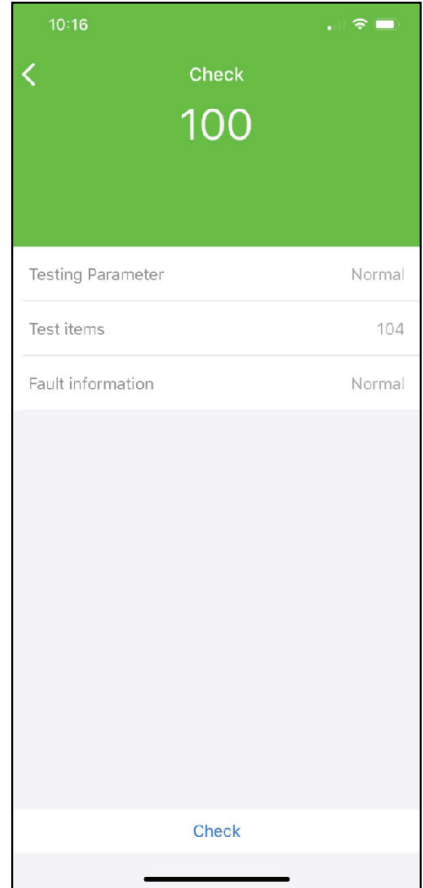 10:16
Check
100
Testing Parameter Normal
Test items 104
Fault information Normal
Check